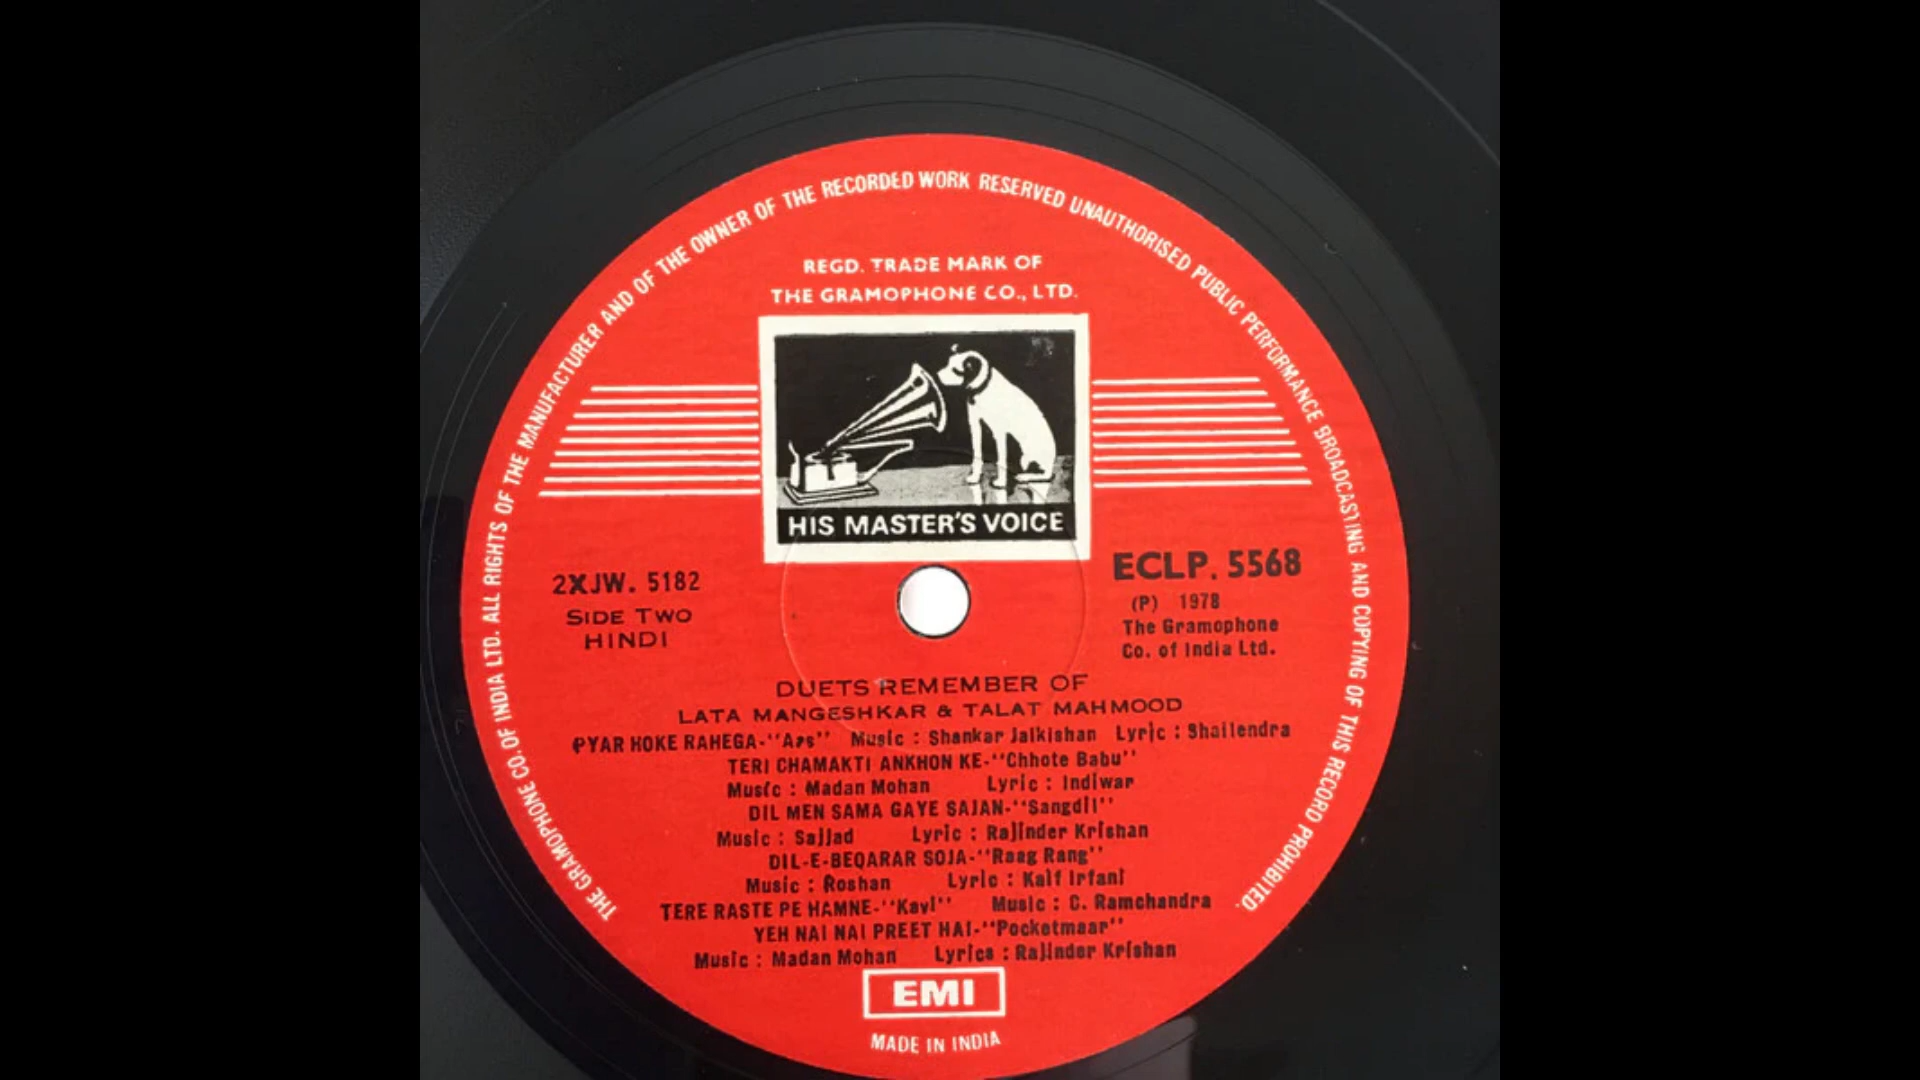 THE GRAMOPHONE CO. OF INDIA LTD. ALL RIGHTS OF THE MANUFACTURER AND OF THE OWNER OF THE RECORDED WORK RESERVED UNAUTHORISED PUBLIC PERFORMANCE BROADCASTING AND COPYING OF THIS RECORD PROHIBITED.
REGD. TRADE MARK OF
THE GRAMOPHONE CO., LTD.
HIS MASTER'S VOICE
2XJW. 5182
SIDE TWO
HINDI
ECLP. 5568
(P) 1978
The Gramophone
Co. of India Ltd.
DUETS REMEMBER OF
LATA MANGESHKAR & TALAT MAHMOOD
PYAR HOKE RAHEGA-"Ars" Music : Shankar Jaikishan Lyric : Shailendra
TERI CHAMAKTI ANKHON KE-"Chhote Babu"
Music : Madan Mohan Lyric : Indiwar
DIL MEN SAMA GAYE SAJAN-"Sangdil"
Music : Sajjad Lyric : Rajinder Krishan
DIL-E-BEQARAR SOJA-"Raag Rang"
Music : Roshan Lyric : Kaif Irfani
TERE RASTE PE HAMNE-"Kavi" Music : C. Ramchandra
YEH NAI NAI PREET HAI-"Pocketmaar"
Music : Madan Mohan Lyrics : Rajinder Krishan
EMI
MADE IN INDIA